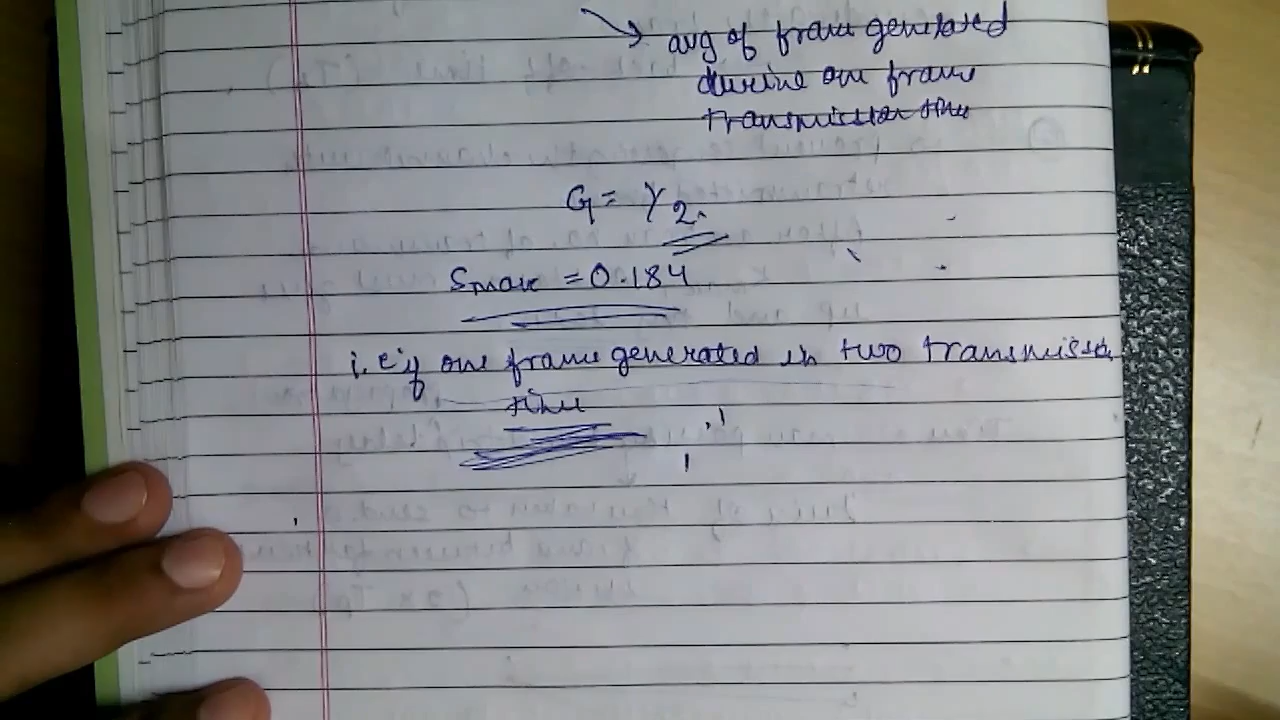 avg of frame generated
during one frame
transmission time
G = 1/2.
Smax = 0.184
i.e if one frame generated in two transmission
time